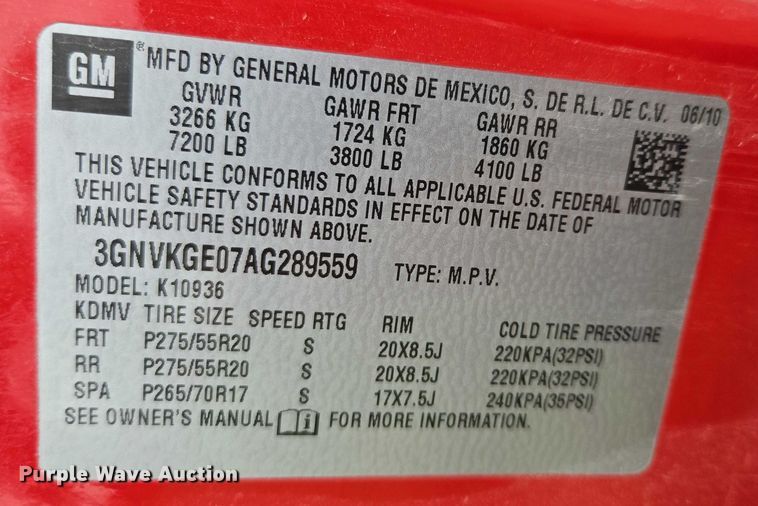 GM
® MFD BY GENERAL MOTORS DE MEXICO, S. DE R.L. DE C.V. 06/10
GVWR GAWR FRT GAWR RR
3266 KG 1724 KG 1860 KG
7200 LB 3800 LB 4100 LB
THIS VEHICLE CONFORMS TO ALL APPLICABLE U.S. FEDERAL MOTOR
VEHICLE SAFETY STANDARDS IN EFFECT ON THE DATE OF
MANUFACTURE SHOWN ABOVE.
3GNVKGE07AG289559 TYPE: M.P.V.
MODEL: K10936
KDMV TIRE SIZE SPEED RTG RIM COLD TIRE PRESSURE
FRT P275/55R20 S 20X8.5J 220KPA(32PSI)
RR P275/55R20 S 20X8.5J 220KPA(32PSI)
SPA P265/70R17 S 17X7.5J 240KPA(35PSI)
SEE OWNER'S MANUAL i FOR MORE INFORMATION.
Purple Wave Auction